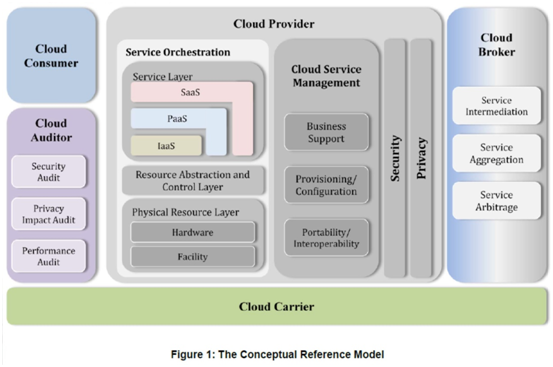 Cloud
Consumer
Cloud
Auditor
Security
Audit
Privacy
Impact Audit
Performance
Audit
Cloud Provider
Service Orchestration
Service Layer
SaaS
PaaS
IaaS
Resource Abstraction and
Control Layer
Physical Resource Layer
Hardware
Facility
Cloud Service
Management
Business
Support
Provisioning/
Configuration
Portability/
Interoperability
Security
Privacy
Cloud
Broker
Service
Intermediation
Service
Aggregation
Service
Arbitrage
Cloud Carrier
Figure 1: The Conceptual Reference Model